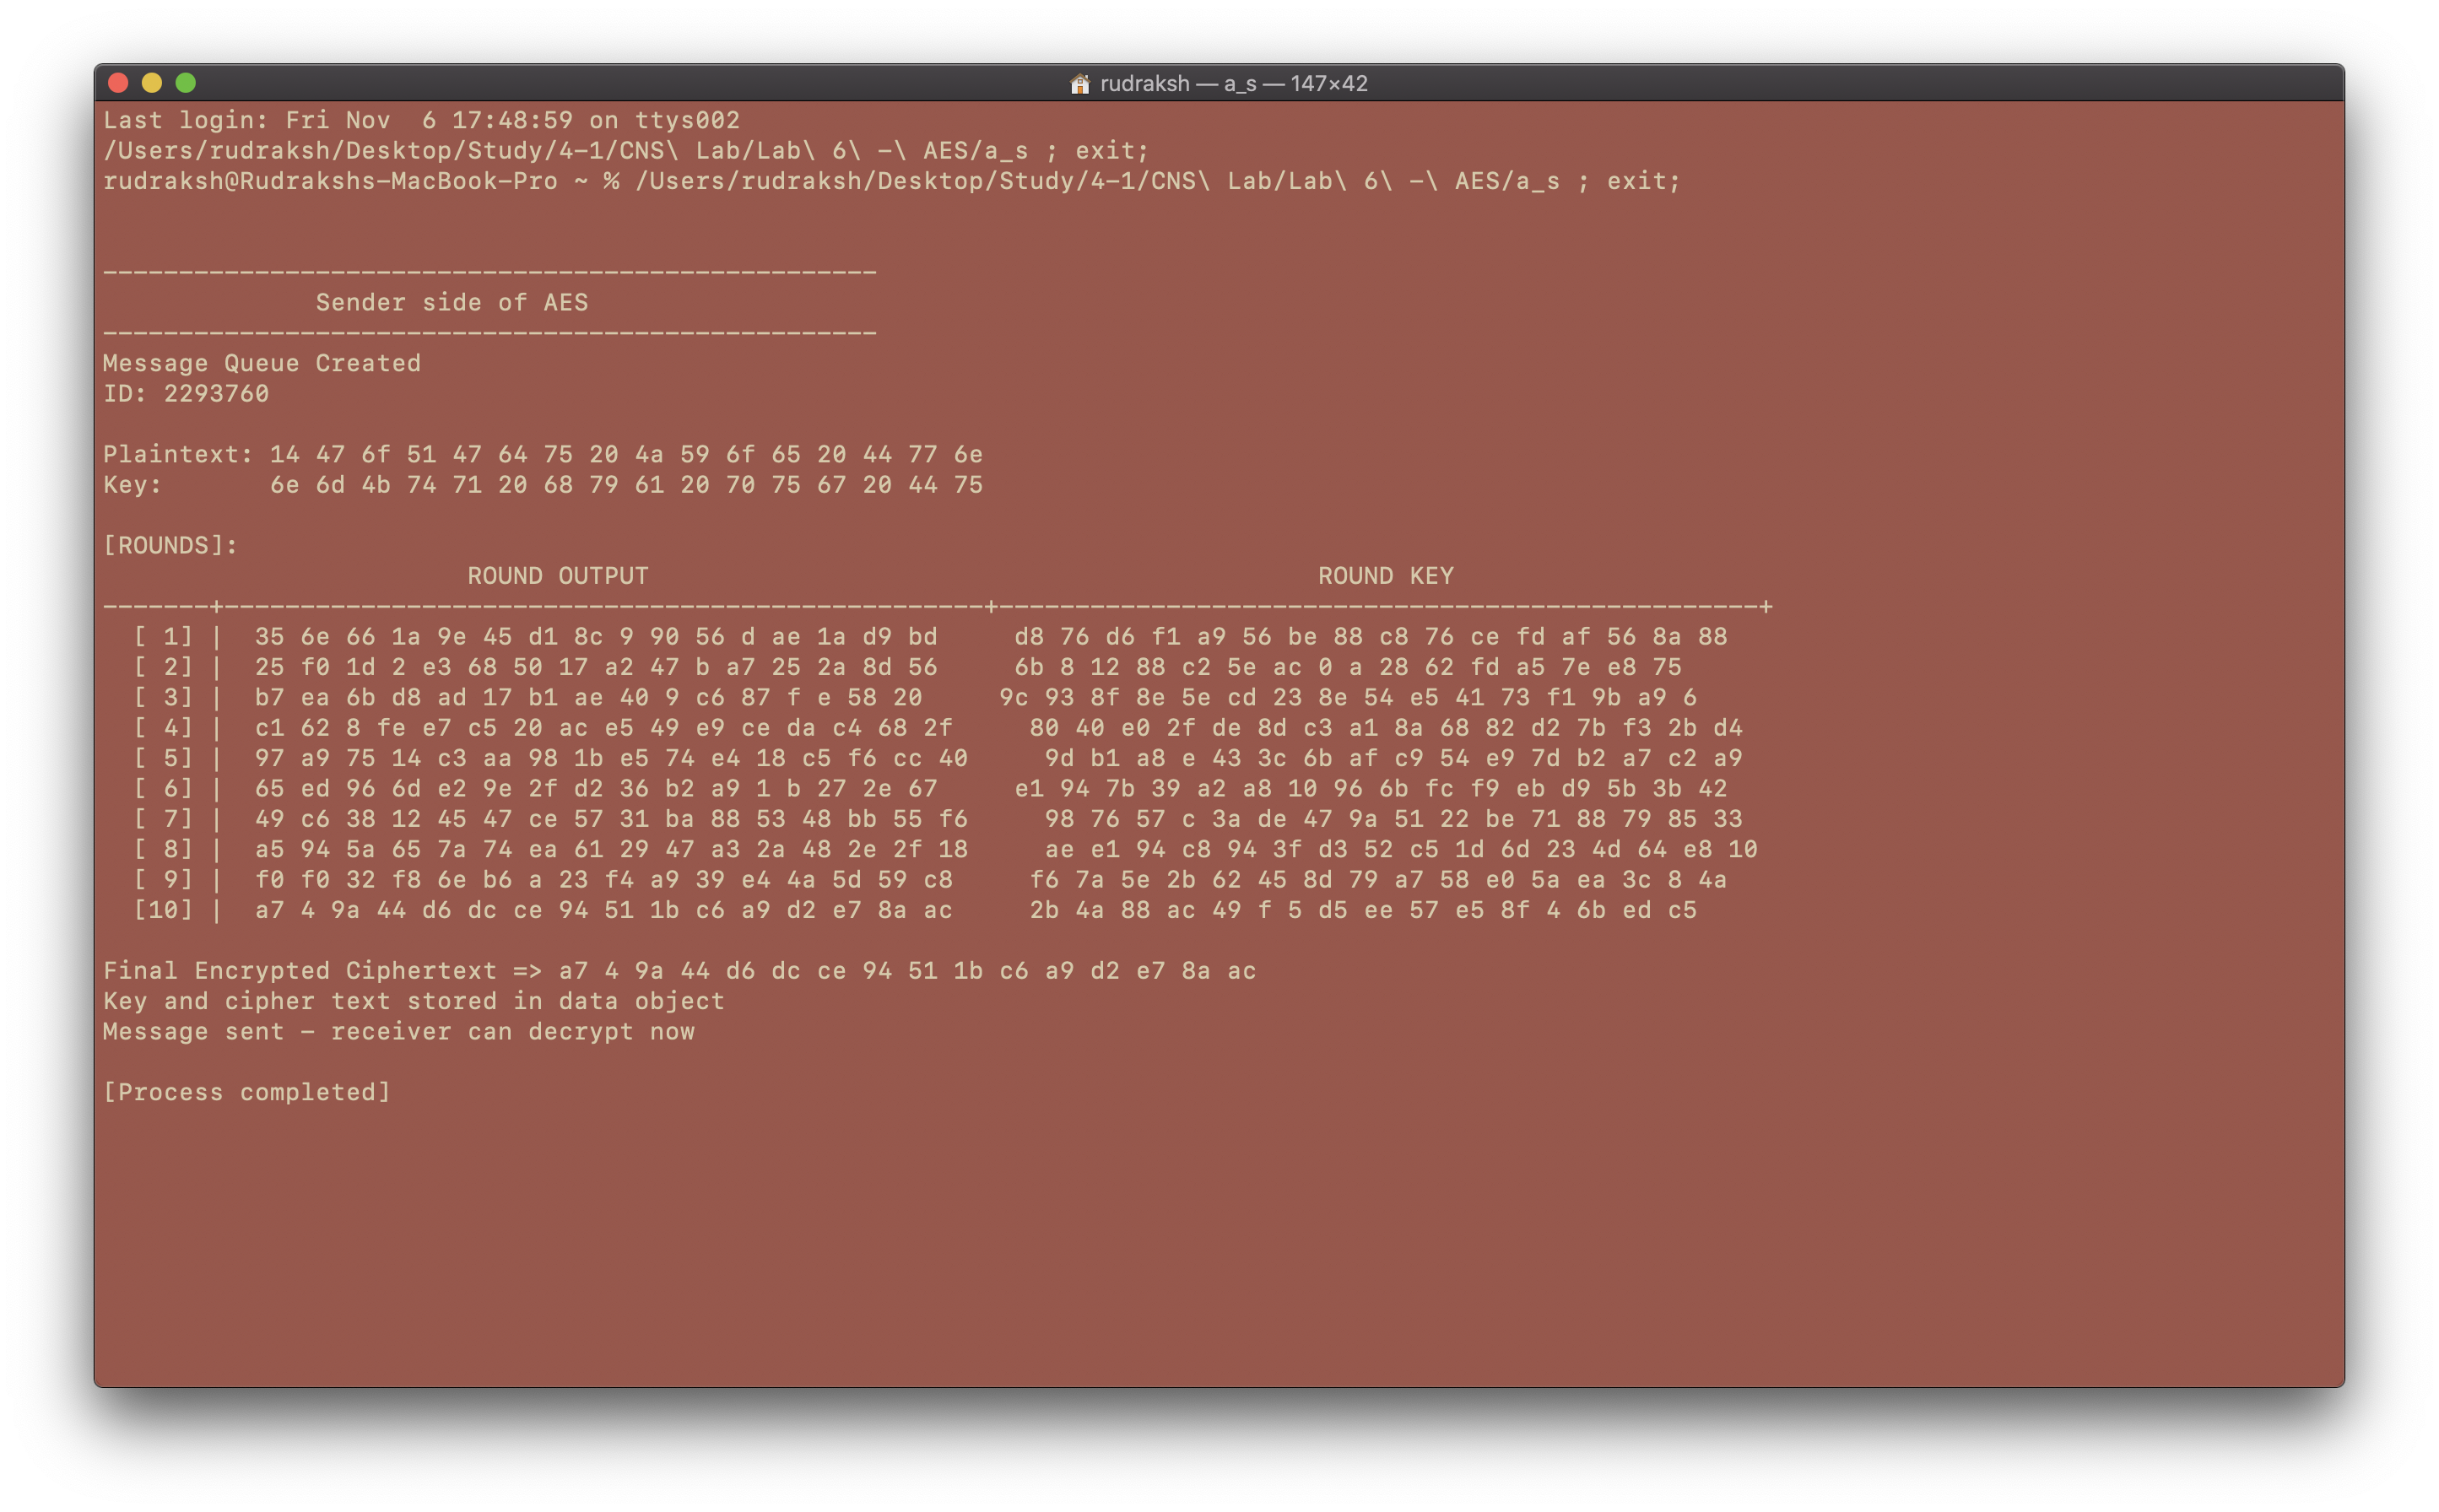 rudraksh — a_s — 147×42
Last login: Fri Nov  6 17:48:59 on ttys002
/Users/rudraksh/Desktop/Study/4-1/CNS\ Lab/Lab\ 6\ -\ AES/a_s ; exit;
rudraksh@Rudrakshs-MacBook-Pro ~ % /Users/rudraksh/Desktop/Study/4-1/CNS\ Lab/Lab\ 6\ -\ AES/a_s ; exit;
---------------------------------------------------
              Sender side of AES
---------------------------------------------------
Message Queue Created
ID: 2293760
Plaintext: 14 47 6f 51 47 64 75 20 4a 59 6f 65 20 44 77 6e
Key:       6e 6d 4b 74 71 20 68 79 61 20 70 75 67 20 44 75
[ROUNDS]:
                        ROUND OUTPUT                                            ROUND KEY
-------+--------------------------------------------------+--------------------------------------------------+
  [ 1] |  35 6e 66 1a 9e 45 d1 8c 9 90 56 d ae 1a d9 bd     d8 76 d6 f1 a9 56 be 88 c8 76 ce fd af 56 8a 88
  [ 2] |  25 f0 1d 2 e3 68 50 17 a2 47 b a7 25 2a 8d 56     6b 8 12 88 c2 5e ac 0 a 28 62 fd a5 7e e8 75
  [ 3] |  b7 ea 6b d8 ad 17 b1 ae 40 9 c6 87 f e 58 20     9c 93 8f 8e 5e cd 23 8e 54 e5 41 73 f1 9b a9 6
  [ 4] |  c1 62 8 fe e7 c5 20 ac e5 49 e9 ce da c4 68 2f     80 40 e0 2f de 8d c3 a1 8a 68 82 d2 7b f3 2b d4
  [ 5] |  97 a9 75 14 c3 aa 98 1b e5 74 e4 18 c5 f6 cc 40     9d b1 a8 e 43 3c 6b af c9 54 e9 7d b2 a7 c2 a9
  [ 6] |  65 ed 96 6d e2 9e 2f d2 36 b2 a9 1 b 27 2e 67     e1 94 7b 39 a2 a8 10 96 6b fc f9 eb d9 5b 3b 42
  [ 7] |  49 c6 38 12 45 47 ce 57 31 ba 88 53 48 bb 55 f6     98 76 57 c 3a de 47 9a 51 22 be 71 88 79 85 33
  [ 8] |  a5 94 5a 65 7a 74 ea 61 29 47 a3 2a 48 2e 2f 18     ae e1 94 c8 94 3f d3 52 c5 1d 6d 23 4d 64 e8 10
  [ 9] |  f0 f0 32 f8 6e b6 a 23 f4 a9 39 e4 4a 5d 59 c8     f6 7a 5e 2b 62 45 8d 79 a7 58 e0 5a ea 3c 8 4a
  [10] |  a7 4 9a 44 d6 dc ce 94 51 1b c6 a9 d2 e7 8a ac     2b 4a 88 ac 49 f 5 d5 ee 57 e5 8f 4 6b ed c5
Final Encrypted Ciphertext => a7 4 9a 44 d6 dc ce 94 51 1b c6 a9 d2 e7 8a ac
Key and cipher text stored in data object
Message sent - receiver can decrypt now
[Process completed]